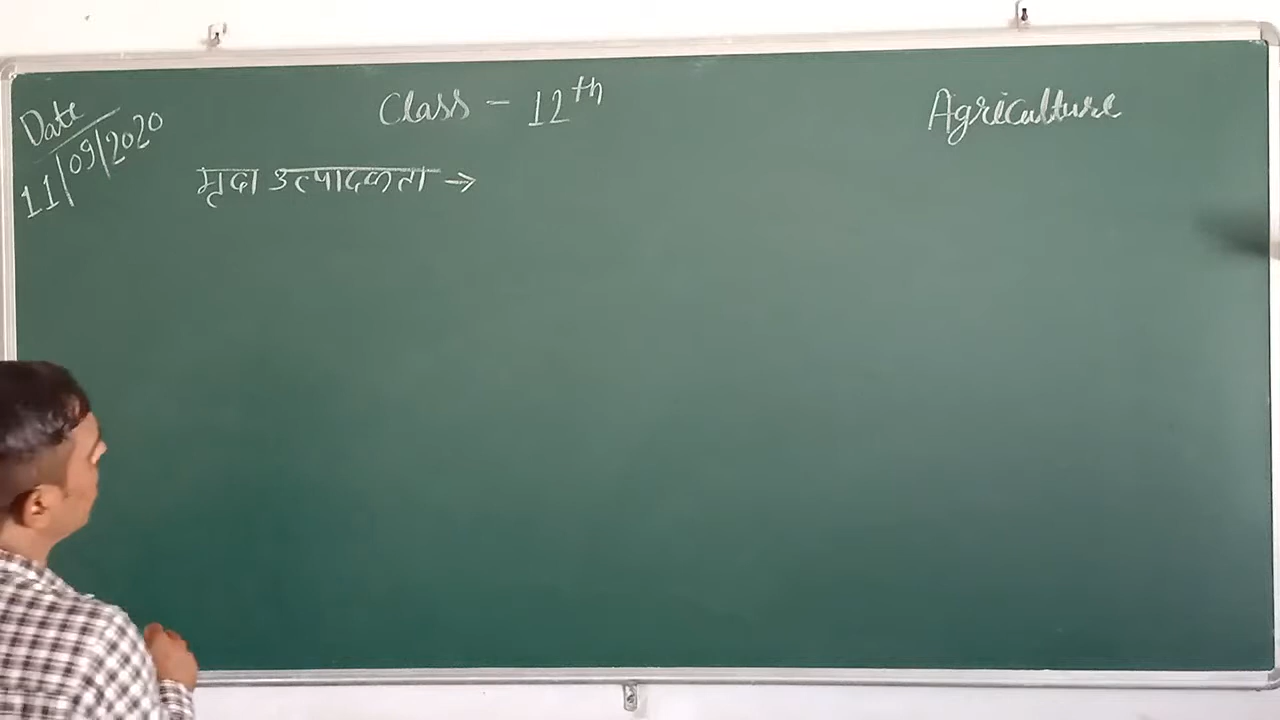 Date
11/09/2020
Class - 12th
Agriculture
मृदा उत्पादकता →